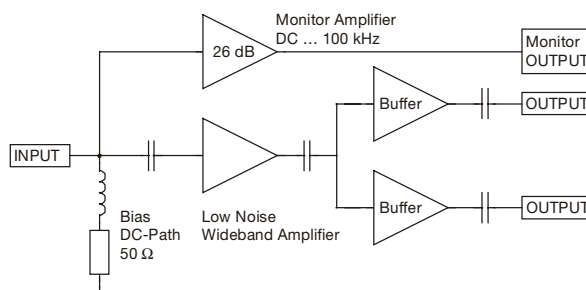 Monitor Amplifier
DC ... 100 kHz
26 dB
Monitor
OUTPUT
Buffer
OUTPUT
INPUT
Bias
DC-Path
50 Ω
Low Noise
Wideband Amplifier
Buffer
OUTPUT